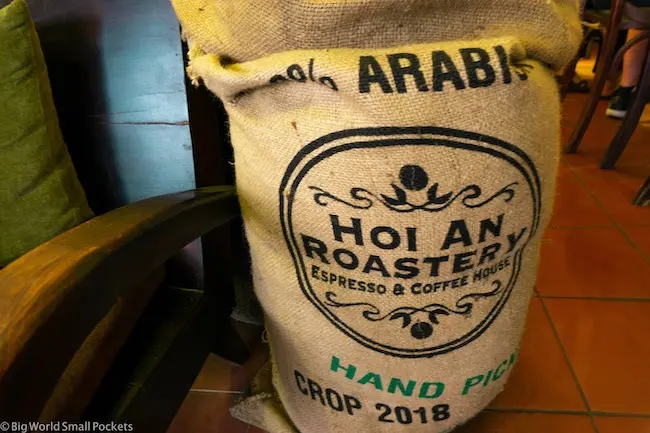 % ARABI
HOI AN
ROASTERY
ESPRESSO & COFFEE HOUSE
HAND PIC
CROP 2018
©Big World Small Pockets